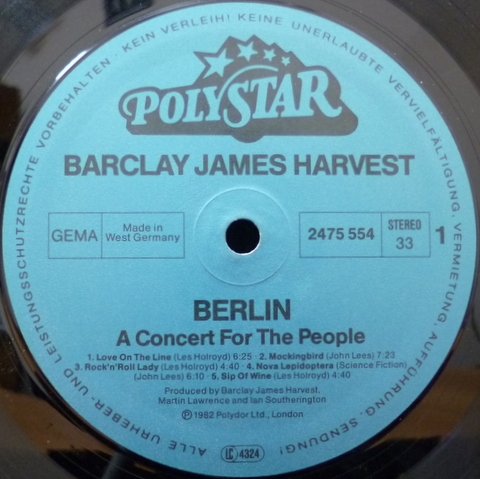 ALLE URHEBER- UND LEISTUNGSSCHUTZRECHTE VORBEHALTEN · KEIN VERLEIH! KEINE UNERLAUBTE VERVIELFÄLTIGUNG, VERMIETUNG, AUFFÜHRUNG, SENDUNG!
POLYSTAR
BARCLAY JAMES HARVEST
GEMA
Made in
West Germany
2475 554
STEREO
33
1
BERLIN
A Concert For The People
1. Love On The Line (Les Holroyd) 6:25 · 2. Mockingbird (John Lees) 7:23
3. Rock'n'Roll Lady (Les Holroyd) 4:40 · 4. Nova Lepidoptera (Science Fiction)
(John Lees) 6:10 · 5. Sip Of Wine (Les Holroyd) 4:40
Produced by Barclay James Harvest,
Martin Lawrence and Ian Southerington
℗ 1982 Polydor Ltd., London
LC 4324